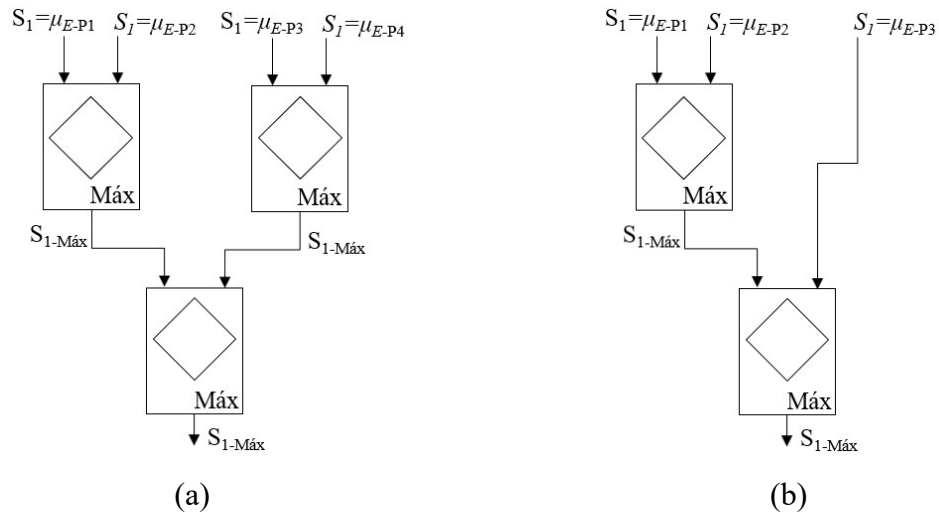 S₁=μE-P1 S₁=μE-P2 S₁=μE-P3 S₁=μE-P4
Máx Máx
S₁₋Máx S₁₋Máx
Máx
S₁₋Máx
(a)
S₁=μE-P1 S₁=μE-P2 S₁=μE-P3
Máx
S₁₋Máx
Máx
S₁₋Máx
(b)